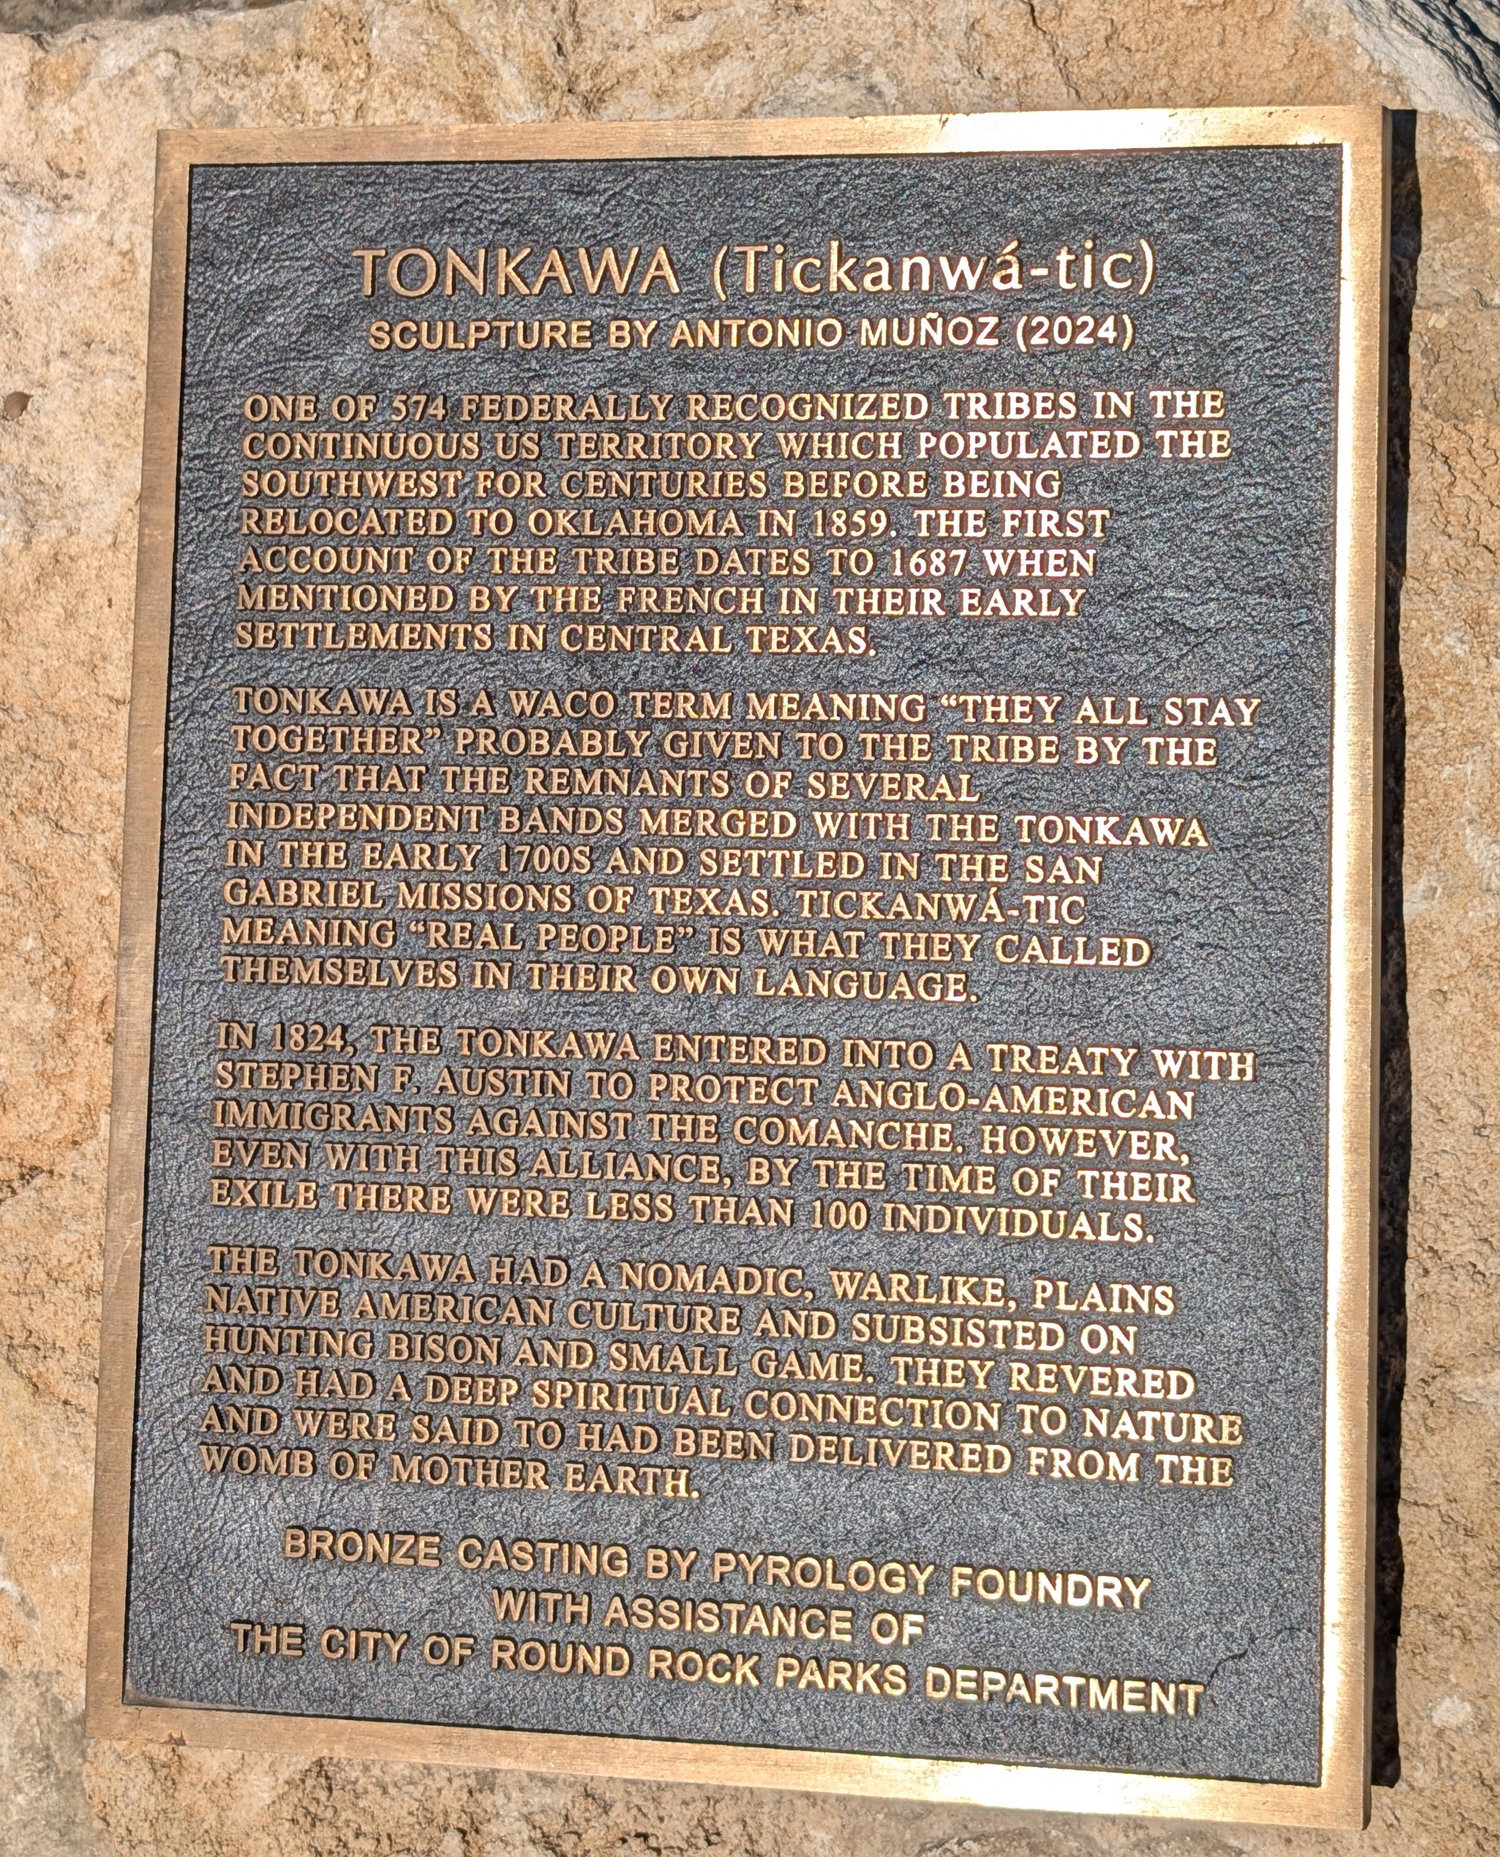 TONKAWA (Tickanwá-tic)
SCULPTURE BY ANTONIO MUÑOZ (2024)
ONE OF 574 FEDERALLY RECOGNIZED TRIBES IN THE
CONTINUOUS US TERRITORY WHICH POPULATED THE
SOUTHWEST FOR CENTURIES BEFORE BEING
RELOCATED TO OKLAHOMA IN 1859. THE FIRST
ACCOUNT OF THE TRIBE DATES TO 1687 WHEN
MENTIONED BY THE FRENCH IN THEIR EARLY
SETTLEMENTS IN CENTRAL TEXAS.
TONKAWA IS A WACO TERM MEANING “THEY ALL STAY
TOGETHER” PROBABLY GIVEN TO THE TRIBE BY THE
FACT THAT THE REMNANTS OF SEVERAL
INDEPENDENT BANDS MERGED WITH THE TONKAWA
IN THE EARLY 1700S AND SETTLED IN THE SAN
GABRIEL MISSIONS OF TEXAS. TICKANWÁ-TIC
MEANING “REAL PEOPLE” IS WHAT THEY CALLED
THEMSELVES IN THEIR OWN LANGUAGE.
IN 1824, THE TONKAWA ENTERED INTO A TREATY WITH
STEPHEN F. AUSTIN TO PROTECT ANGLO-AMERICAN
IMMIGRANTS AGAINST THE COMANCHE. HOWEVER,
EVEN WITH THIS ALLIANCE, BY THE TIME OF THEIR
EXILE THERE WERE LESS THAN 100 INDIVIDUALS.
THE TONKAWA HAD A NOMADIC, WARLIKE, PLAINS
NATIVE AMERICAN CULTURE AND SUBSISTED ON
HUNTING BISON AND SMALL GAME. THEY REVERED
AND HAD A DEEP SPIRITUAL CONNECTION TO NATURE
AND WERE SAID TO HAD BEEN DELIVERED FROM THE
WOMB OF MOTHER EARTH.
BRONZE CASTING BY PYROLOGY FOUNDRY
WITH ASSISTANCE OF
THE CITY OF ROUND ROCK PARKS DEPARTMENT